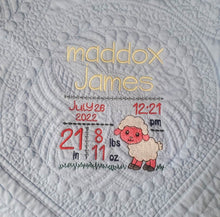 maddox
James
July 26 12:21
2022 pm
21 8 lbs
in 11 oz